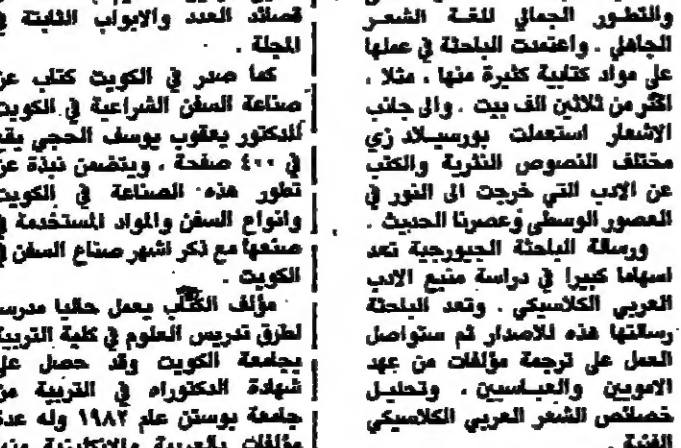 والتطور الجمالي للغة الشعر
الجاهلي . واعتمدت الباحثة في عملها
على مواد كتابية كثيرة منها ، مثلا ،
اكثر من ثلاثين الف بيت . والى جانب
الاشعار استعملت بورسيلاد زي
مختلف النصوص النثرية والكتب
عن الادب التي خرجت الى النور في
العصور الوسطى وعصرنا الحديث .
ورسالة الباحثة الجيورجية تعد
اسهاما كبيرا في دراسة منبع الادب
العربي الكلاسيكي . وتعد الباحثة
رسالتها هذه للاصدار ثم ستواصل
العمل على ترجمة مؤلفات من عهد
الامويين والعباسيين ، وتحليل
خصائص الشعر العربي الكلاسيكي
الفنية .
قصائد العدد والابواب الثابتة في
المجلة .
كما صدر في الكويت كتاب عن
صناعة السفن الشراعية في الكويت
للدكتور يعقوب يوسف الحجي يقع
في ٤٠٠ صفحة ، ويتضمن نبذة عن
تطور هذه الصناعة في الكويت
وانواع السفن والمواد المستخدمة في
صنعها مع ذكر اشهر صناع السفن في
الكويت .
مؤلف الكتاب يعمل حاليا مدرسا
لطرق تدريس العلوم في كلية التربية
بجامعة الكويت وقد حصل على
شهادة الدكتوراه في التربية من
جامعة بوستن عام ١٩٨٢ وله عدة
مؤلفات بالعربية والانكليزية منها